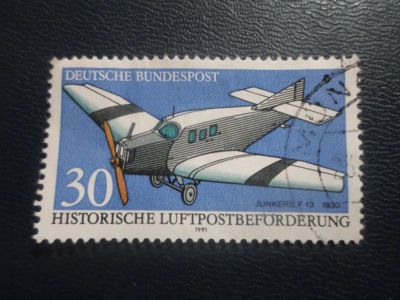 DEUTSCHE BUNDESPOST
30
JUNKERS F 13 1930
HISTORISCHE LUFTPOSTBEFÖRDERUNG
1991